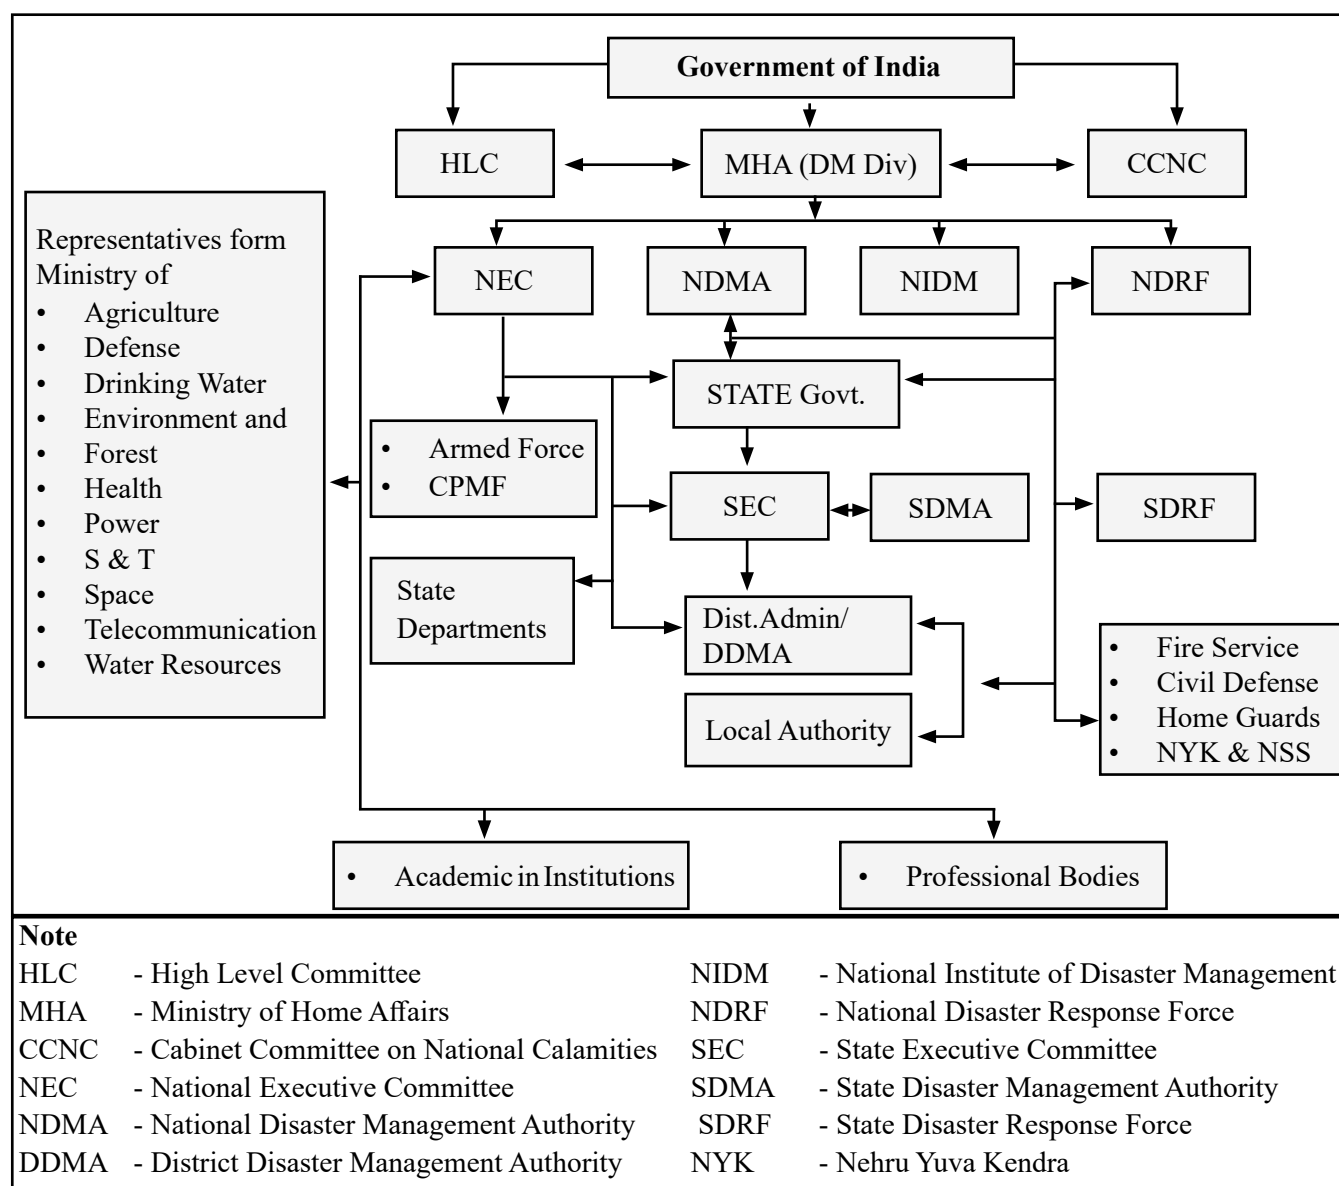 Government of India
HLC
MHA (DM Div)
CCNC
Representatives form
Ministry of
• Agriculture
• Defense
• Drinking Water
• Environment and
• Forest
• Health
• Power
• S & T
• Space
• Telecommunication
• Water Resources
NEC
NDMA
NIDM
NDRF
STATE Govt.
• Armed Force
• CPMF
SEC
SDMA
SDRF
State
Departments
Dist.Admin/
DDMA
Local Authority
• Fire Service
• Civil Defense
• Home Guards
• NYK & NSS
• Academic in Institutions
• Professional Bodies
Note
HLC - High Level Committee
MHA - Ministry of Home Affairs
CCNC - Cabinet Committee on National Calamities
NEC - National Executive Committee
NDMA - National Disaster Management Authority
DDMA - District Disaster Management Authority
NIDM - National Institute of Disaster Management
NDRF - National Disaster Response Force
SEC - State Executive Committee
SDMA - State Disaster Management Authority
SDRF - State Disaster Response Force
NYK - Nehru Yuva Kendra